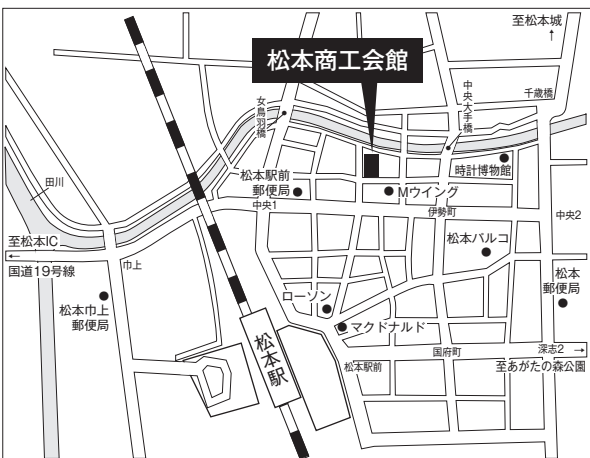 至松本城
↑
松本商工会館
千歳橋
中央大手橋
女鳥羽橋
田川
時計博物館
松本駅前
郵便局
Mウイング
中央1
伊勢町
中央2
松本パルコ
至松本IC
←
国道19号線
巾上
松本巾上
郵便局
松本
郵便局
ローソン
マクドナルド
松本駅
国府町
松本駅前
深志2 →
至あがたの森公園